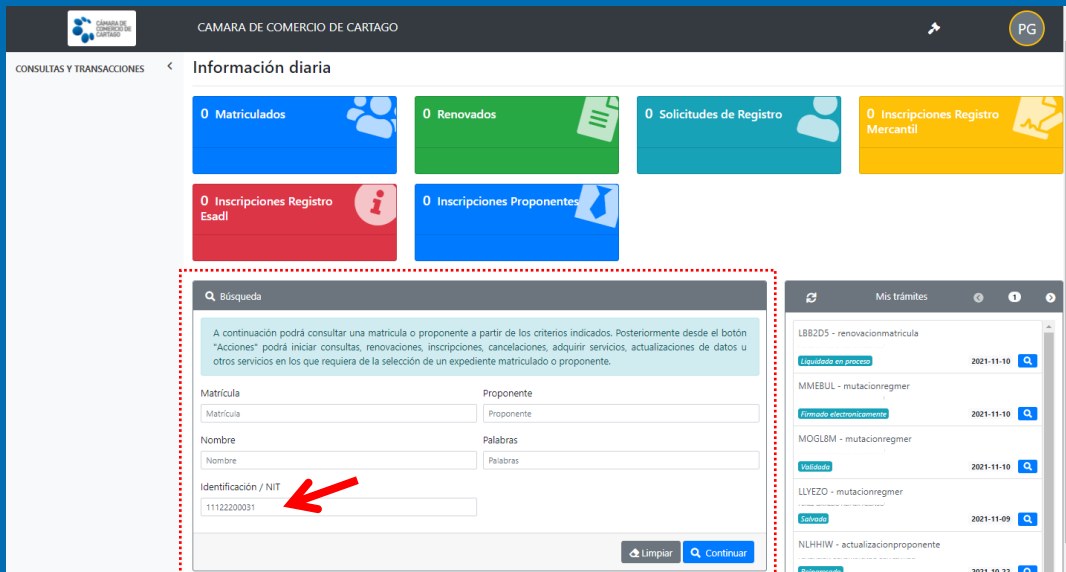 CÁMARA DE
COMERCIO DE
CARTAGO
CAMARA DE COMERCIO DE CARTAGO
PG
CONSULTAS Y TRANSACCIONES
Información diaria
0 Matriculados
0 Renovados
0 Solicitudes de Registro
0 Inscripciones Registro
Mercantil
0 Inscripciones Registro
Esadl
0 Inscripciones Proponentes
Búsqueda
A continuación podrá consultar una matricula o proponente a partir de los criterios indicados. Posteriormente desde el botón
"Acciones" podrá iniciar consultas, renovaciones, inscripciones, cancelaciones, adquirir servicios, actualizaciones de datos u
otros servicios en los que requiera de la selección de un expediente matriculado o proponente.
Matrícula
Proponente
Matrícula
Proponente
Nombre
Palabras
Nombre
Palabras
Identificación / NIT
11122200031
Limpiar
Continuar
Mis trámites
1
LBB2D5 - renovacionmatricula
Liquidada en proceso
2021-11-10
MMEBUL - mutacionregmer
Firmado electronicamente
2021-11-10
MOGL8M - mutacionregmer
Validada
2021-11-10
LLYEZO - mutacionregmer
Salvada
2021-11-09
NLHHIW - actualizacionproponente
2021-10-22